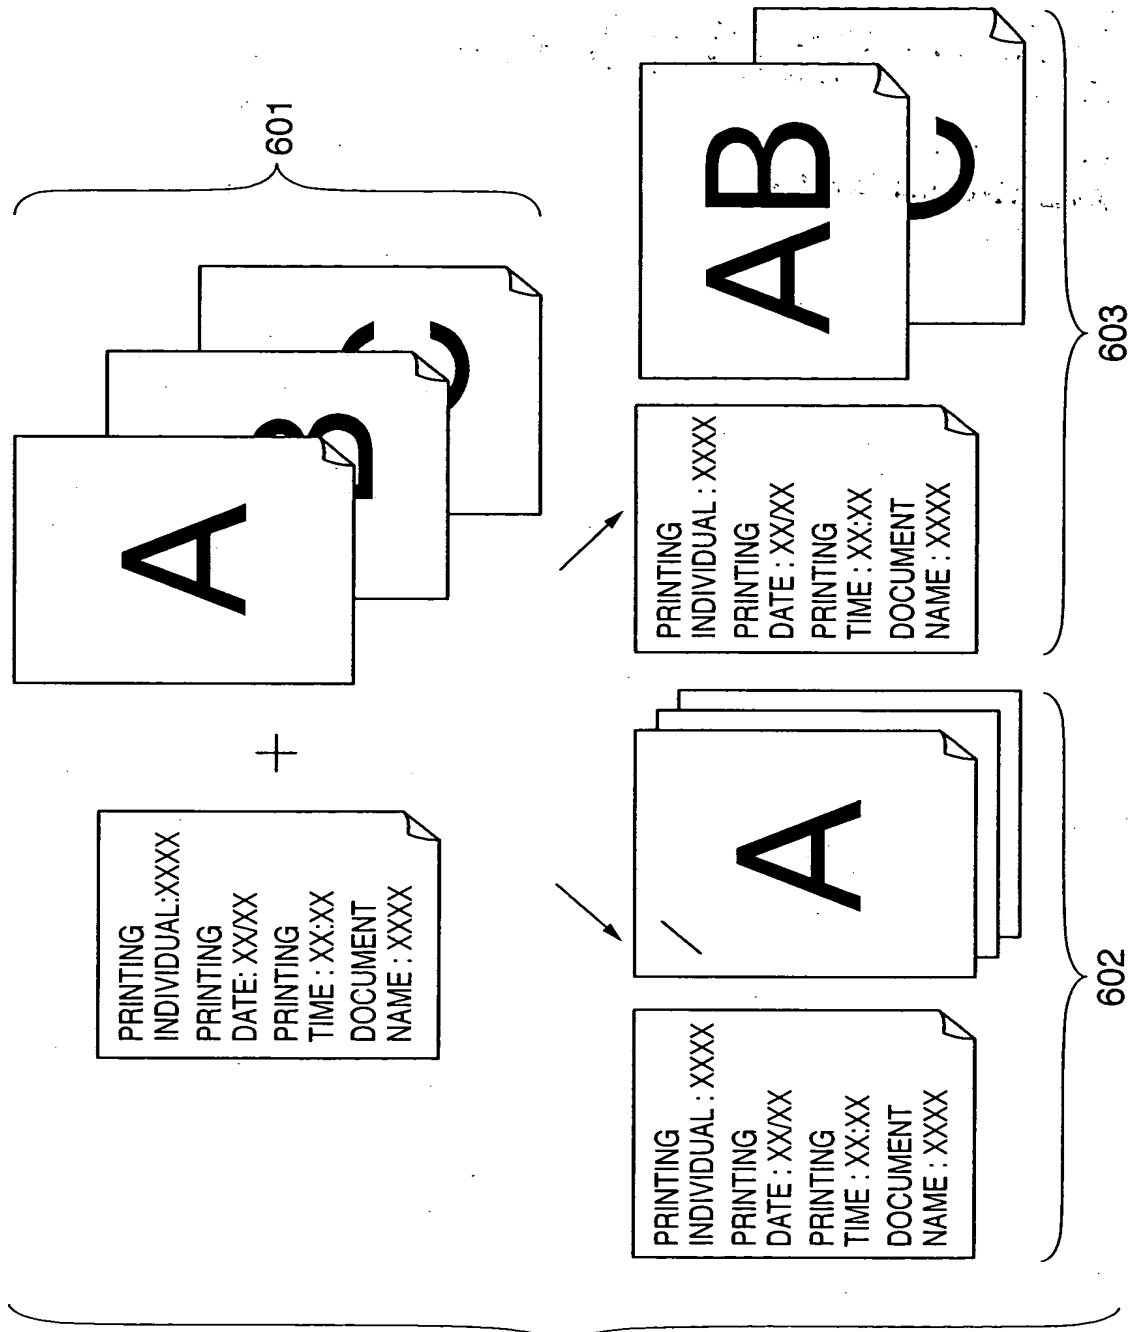 PRINTING
INDIVIDUAL:XXXX
PRINTING
DATE: XX/XX
PRINTING
TIME : XX:XX
DOCUMENT
NAME : XXXX
+
A
B
C
601
PRINTING
INDIVIDUAL : XXXX
PRINTING
DATE : XX/XX
PRINTING
TIME : XX:XX
DOCUMENT
NAME : XXXX
A
602
PRINTING
INDIVIDUAL : XXXX
PRINTING
DATE : XX/XX
PRINTING
TIME : XX:XX
DOCUMENT
NAME : XXXX
AB
C
603